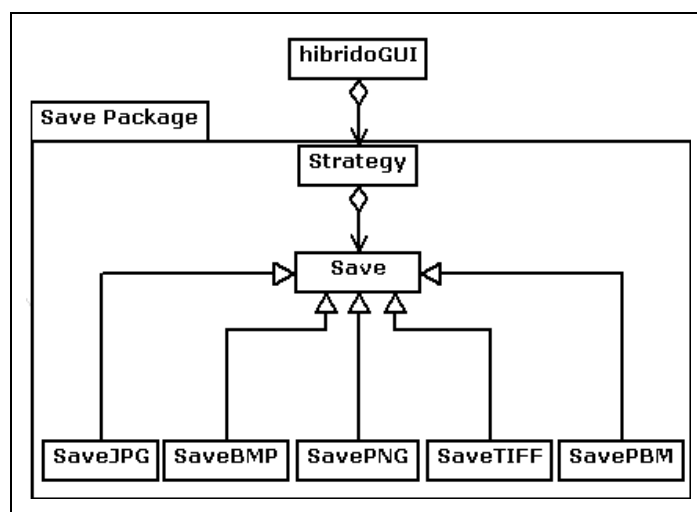 hibridoGUI
Save Package
Strategy
Save
SaveJPG
SaveBMP
SavePNG
SaveTIFF
SavePBM